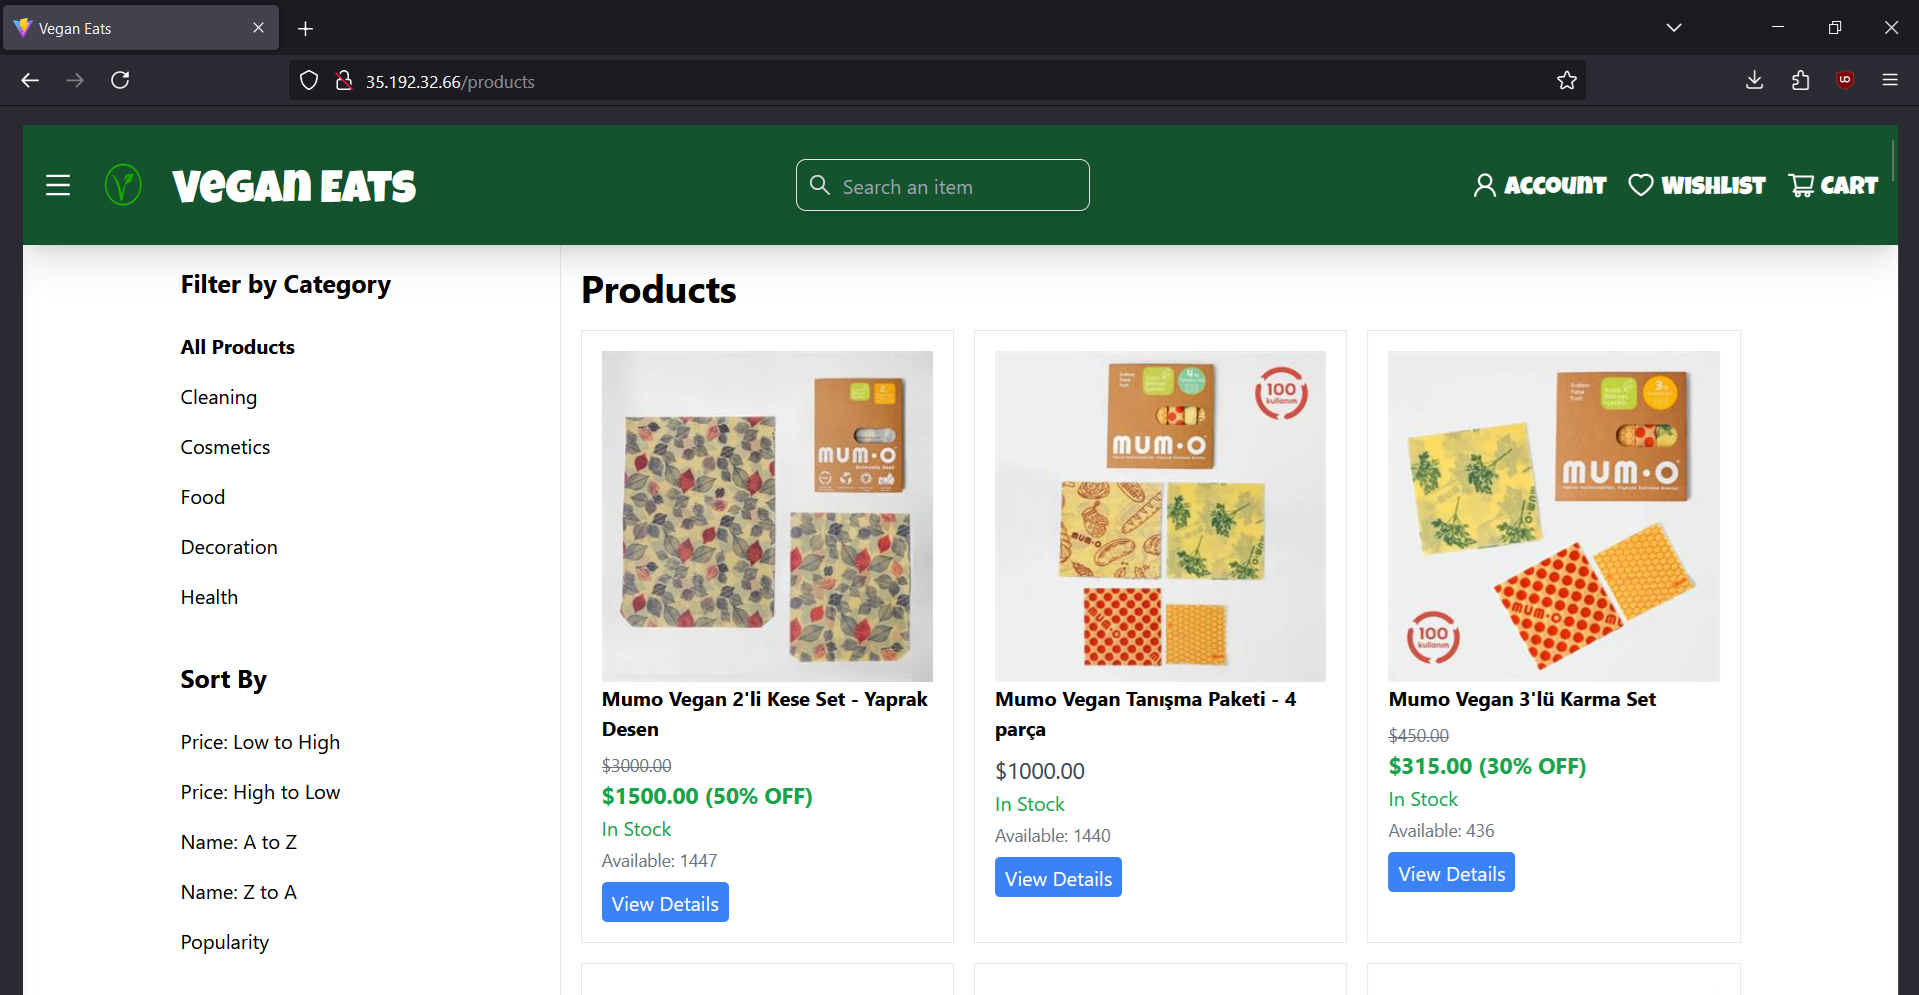 Vegan Eats
35.192.32.66/products
Vegan Eats
Search an item
Account
Wishlist
Cart
Filter by Category
All Products
Cleaning
Cosmetics
Food
Decoration
Health
Sort By
Price: Low to High
Price: High to Low
Name: A to Z
Name: Z to A
Popularity
Products
mum·o
Mumo Vegan 2'li Kese Set - Yaprak
Desen
$3000.00
$1500.00 (50% OFF)
In Stock
Available: 1447
View Details
4
100
kullanım
mum·o
mum·o
mum·o
Mumo Vegan Tanışma Paketi - 4
parça
$1000.00
In Stock
Available: 1440
View Details
3
mum·o
mum·o
100
kullanım
Mumo Vegan 3'lü Karma Set
$450.00
$315.00 (30% OFF)
In Stock
Available: 436
View Details